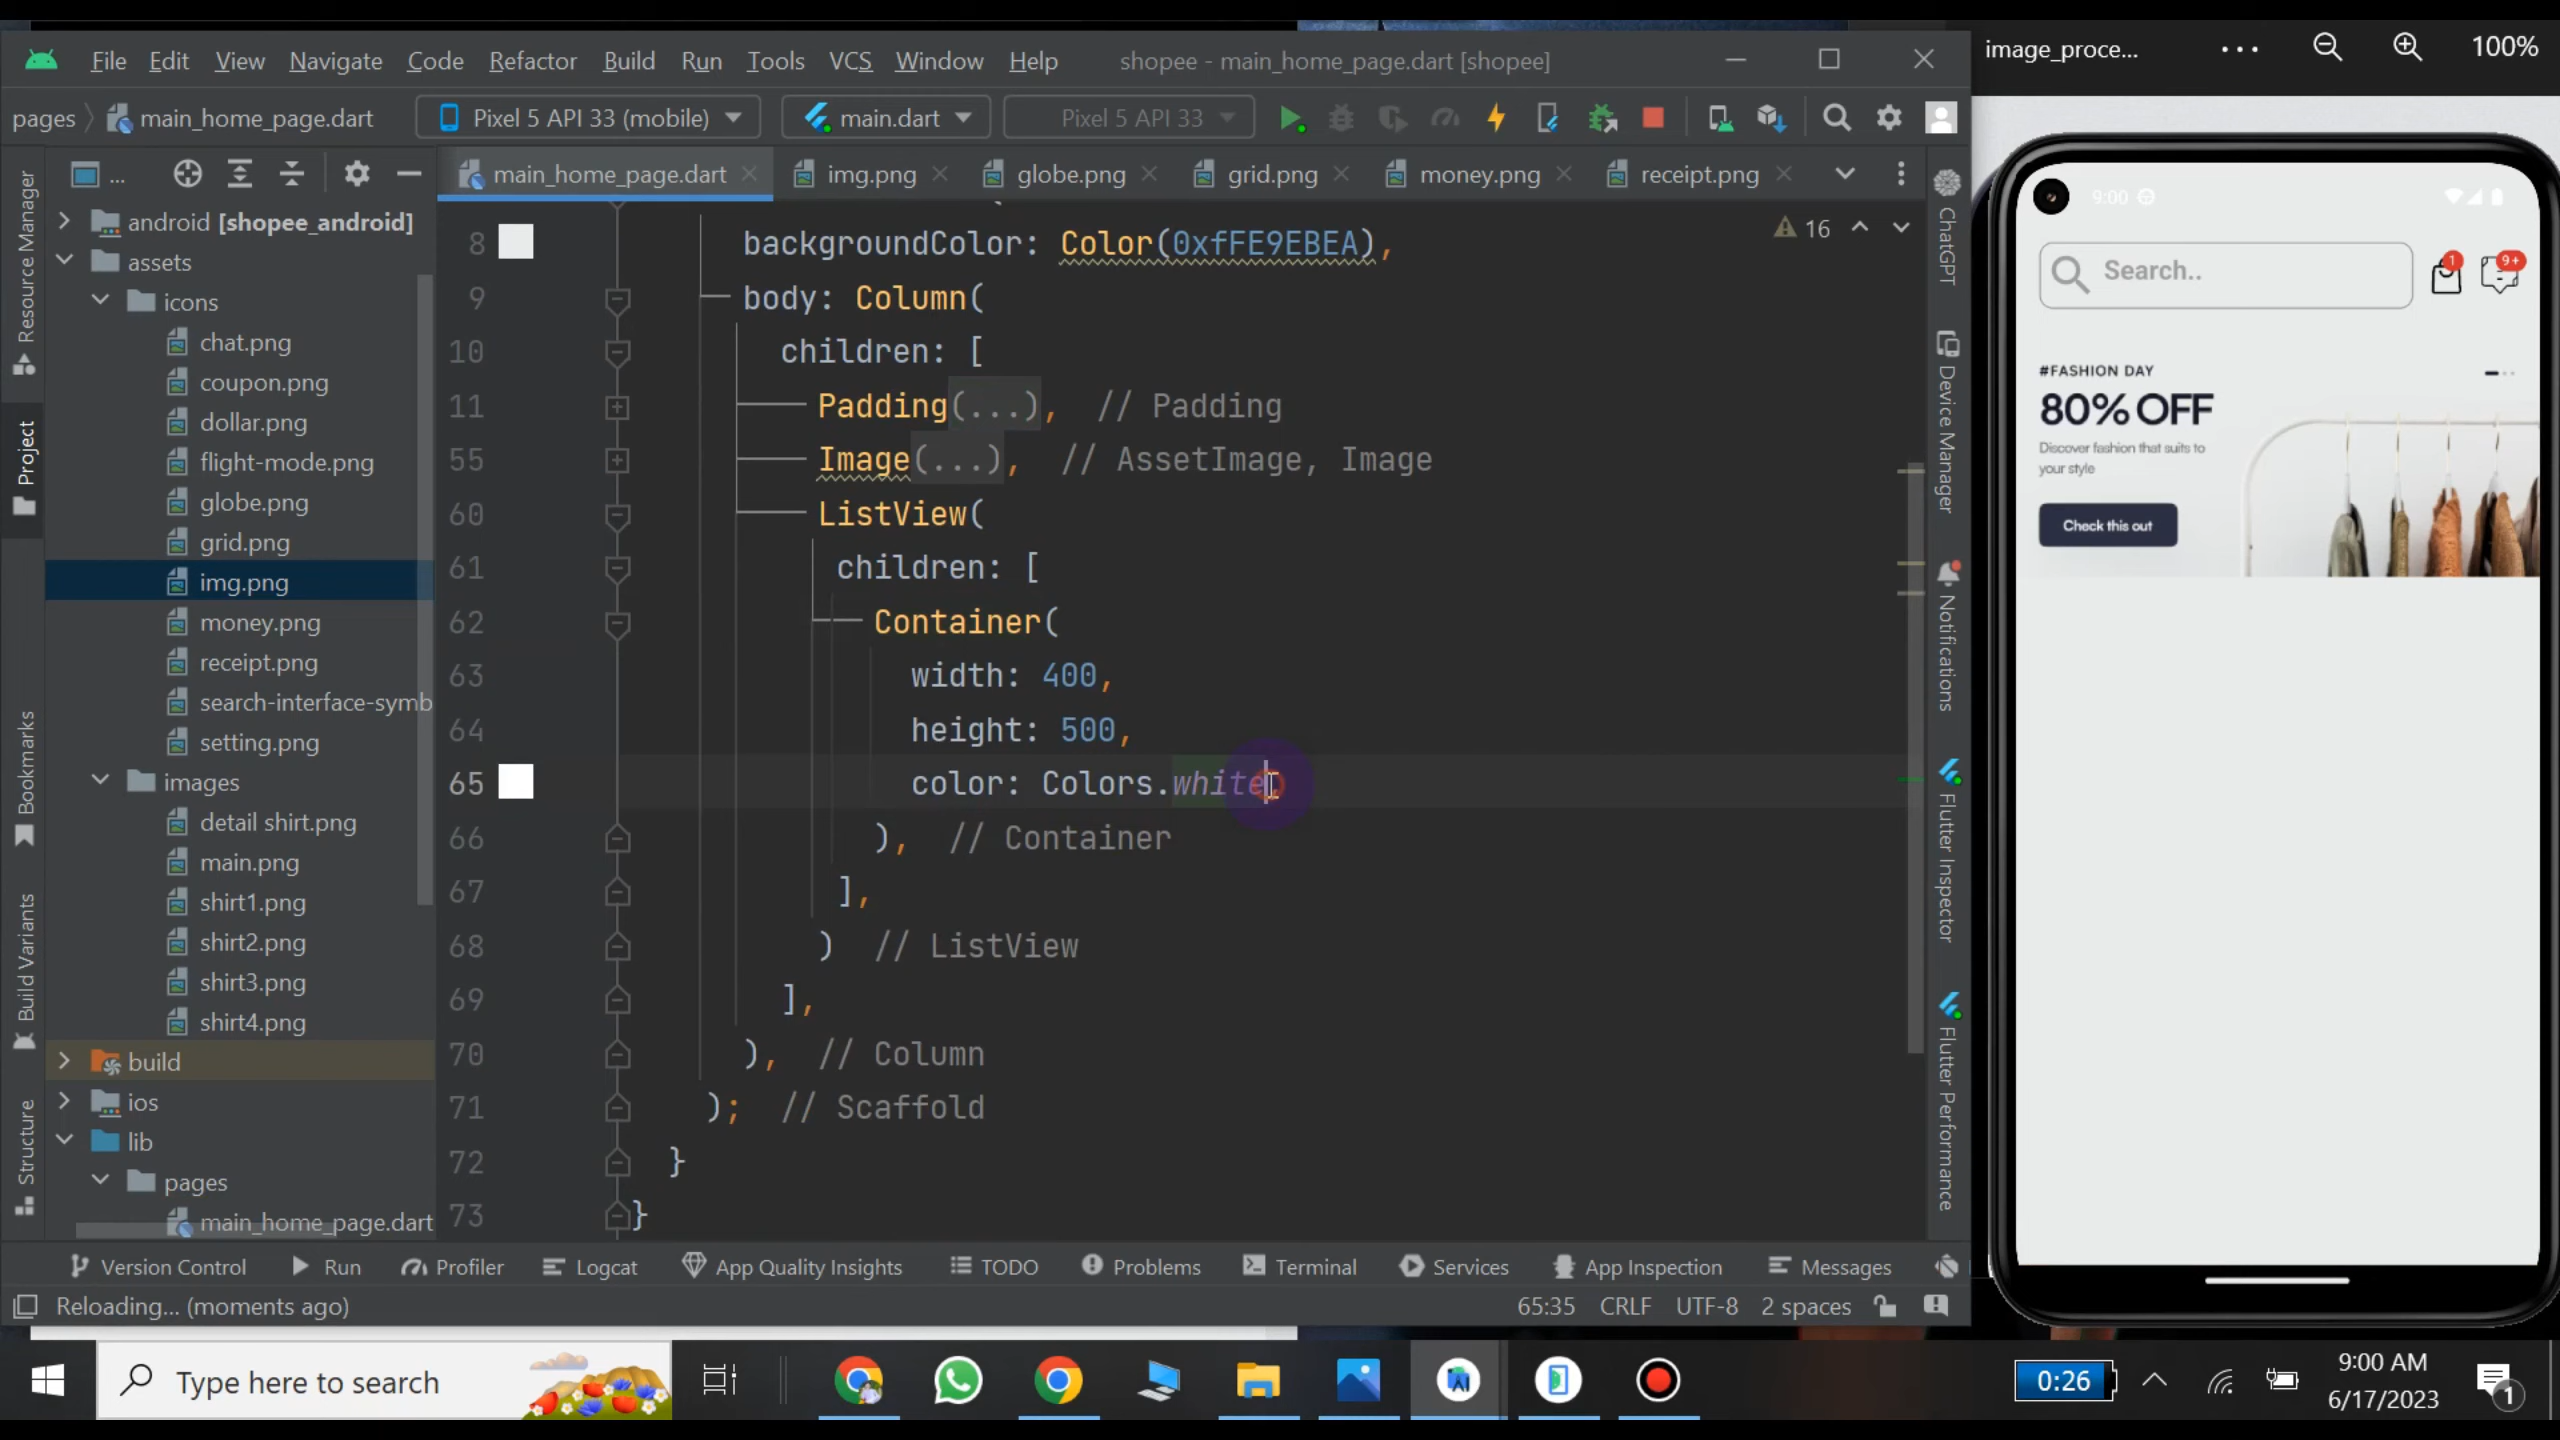 File Edit View Navigate Code Refactor Build Run Tools VCS Window Help shopee - main_home_page.dart [shopee]
pages main_home_page.dart Pixel 5 API 33 (mobile) main.dart Pixel 5 API 33
...
main_home_page.dart img.png globe.png grid.png money.png receipt.png
Resource Manager
Project
Bookmarks
Build Variants
Structure
android [shopee_android]
assets
icons
chat.png
coupon.png
dollar.png
flight-mode.png
globe.png
grid.png
img.png
money.png
receipt.png
search-interface-symb
setting.png
images
detail shirt.png
main.png
shirt1.png
shirt2.png
shirt3.png
shirt4.png
build
ios
lib
pages
main_home_page.dart
16
8 backgroundColor: Color(0xfFE9EBEA),
9 body: Column(
10 children: [
11 Padding(...), // Padding
55 Image(...), // AssetImage, Image
60 ListView(
61 children: [
62 Container(
63 width: 400,
64 height: 500,
65 color: Colors.white,
66 ), // Container
67 ],
68 ) // ListView
69 ],
70 ), // Column
71 ); // Scaffold
72 }
73 }
ChatGPT
Device Manager
Notifications
Flutter Inspector
Flutter Performance
Version Control Run Profiler Logcat App Quality Insights TODO Problems Terminal Services App Inspection Messages
Reloading... (moments ago) 65:35 CRLF UTF-8 2 spaces
image_proce... ... 100%
9:00
Search..
1
9+
#FASHION DAY
80% OFF
Discover fashion that suits to
your style
Check this out
Type here to search
0:26
9:00 AM
6/17/2023
1